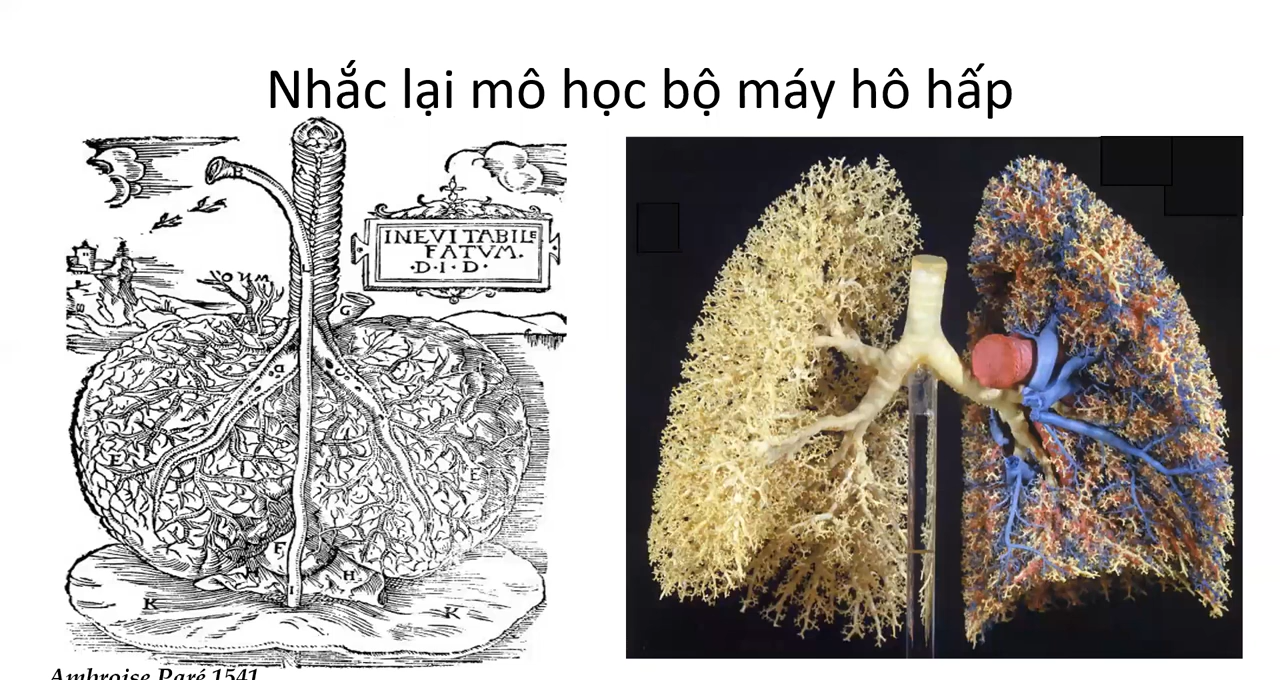 Nhắc lại mô học bộ máy hô hấp
INEVITABILE
FATVM.
·D·I·D·
B
L
G
D
E
E
F
H
I
K
K
Ambroise Paré 1541